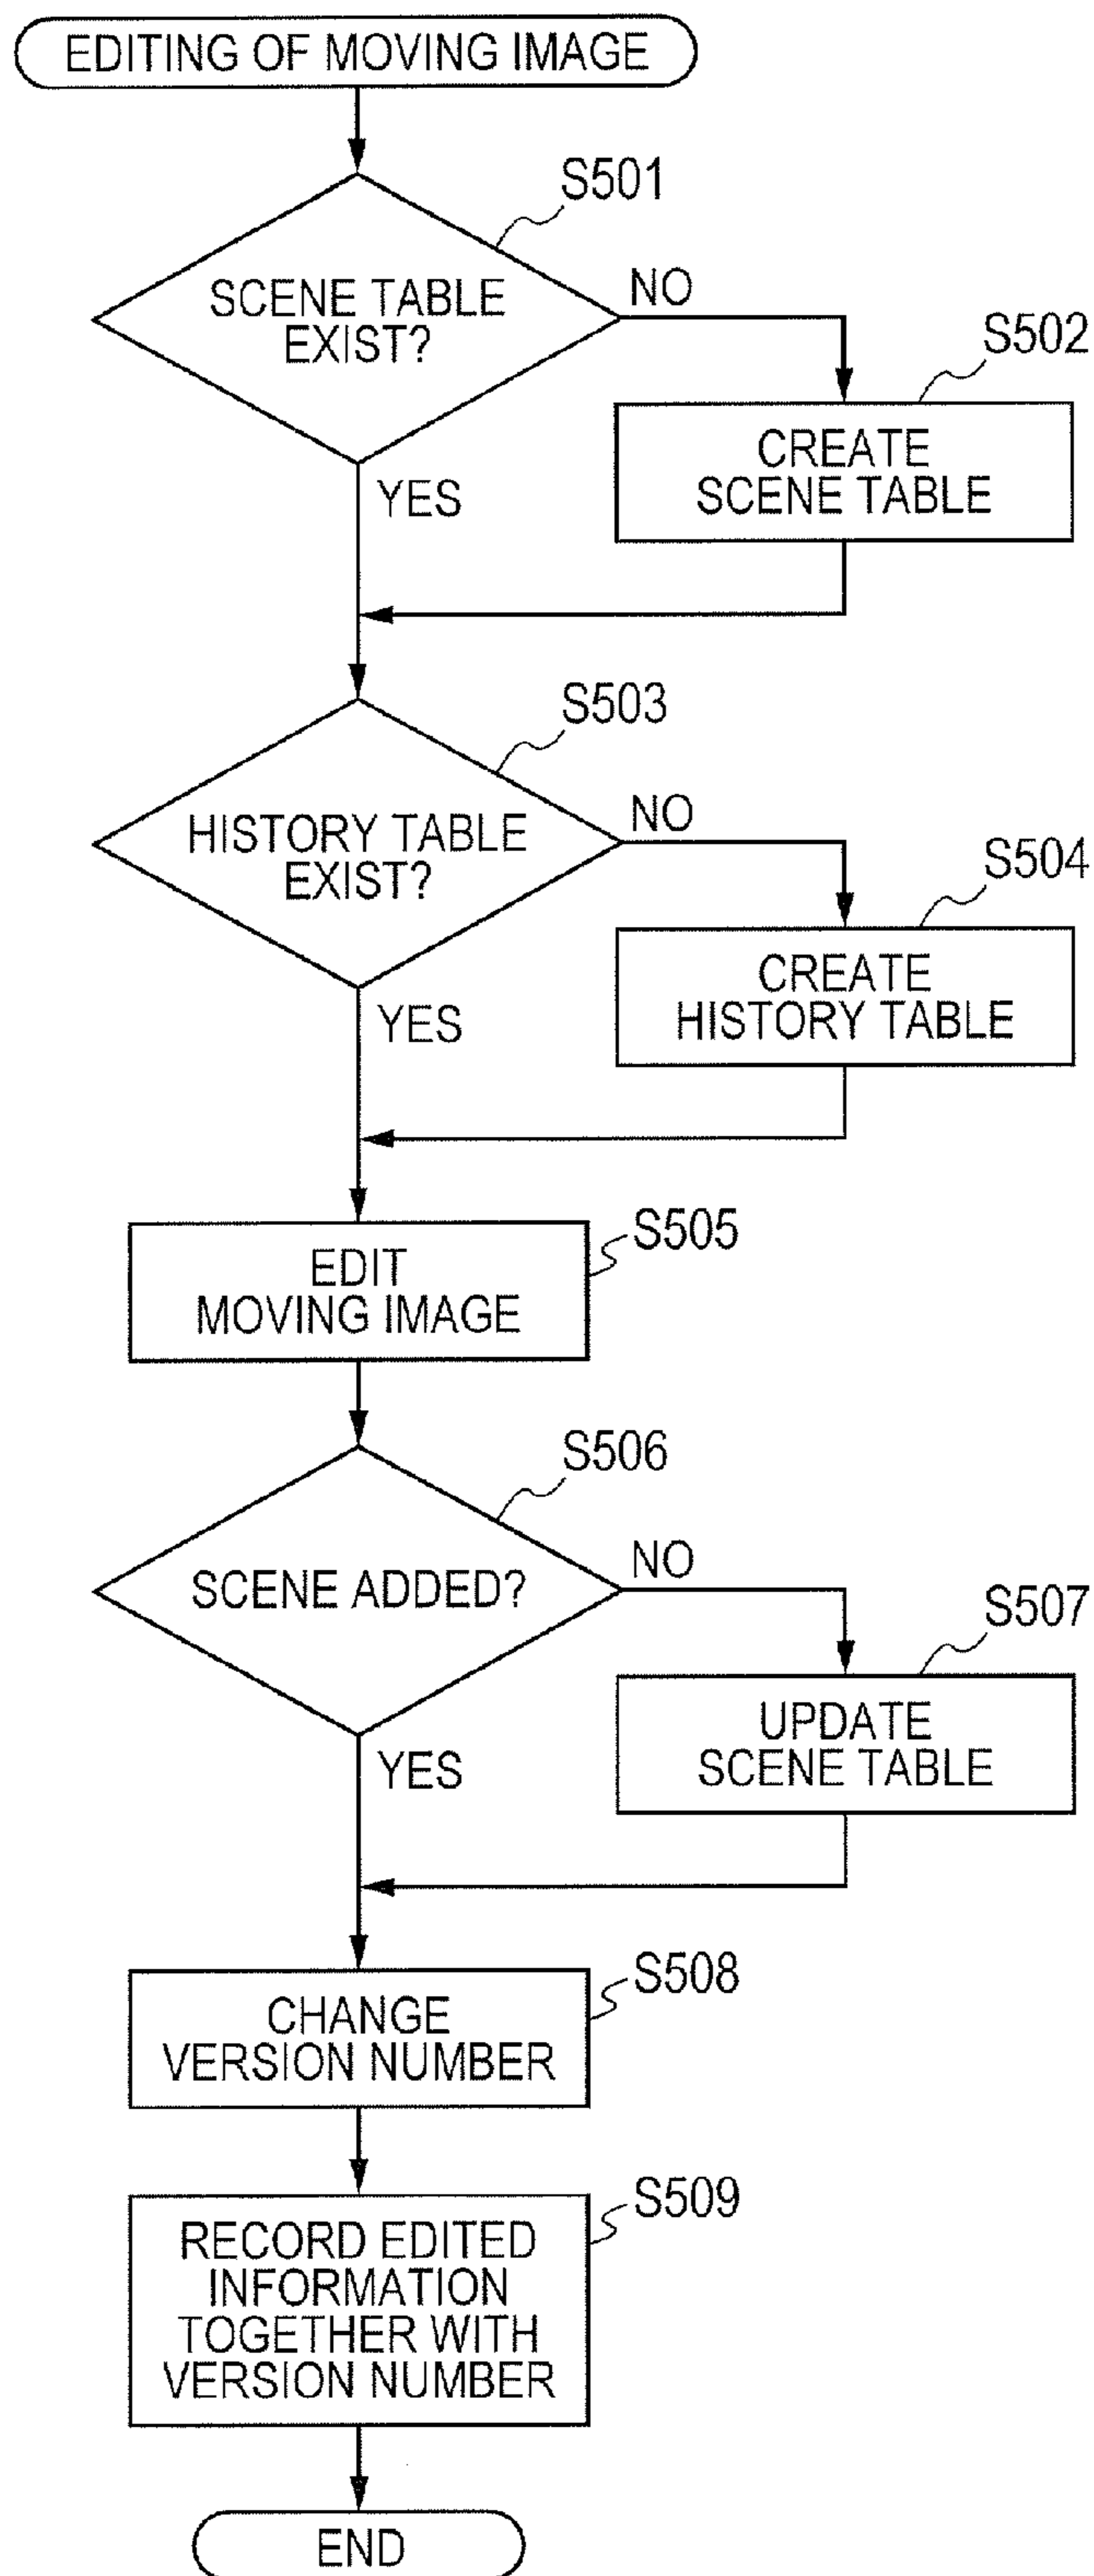 EDITING OF MOVING IMAGE
S501
SCENE TABLE
EXIST?
NO
S502
CREATE
SCENE TABLE
YES
S503
HISTORY TABLE
EXIST?
NO
S504
CREATE
HISTORY TABLE
YES
S505
EDIT
MOVING IMAGE
S506
SCENE ADDED?
NO
S507
UPDATE
SCENE TABLE
YES
S508
CHANGE
VERSION NUMBER
S509
RECORD EDITED
INFORMATION
TOGETHER WITH
VERSION NUMBER
END